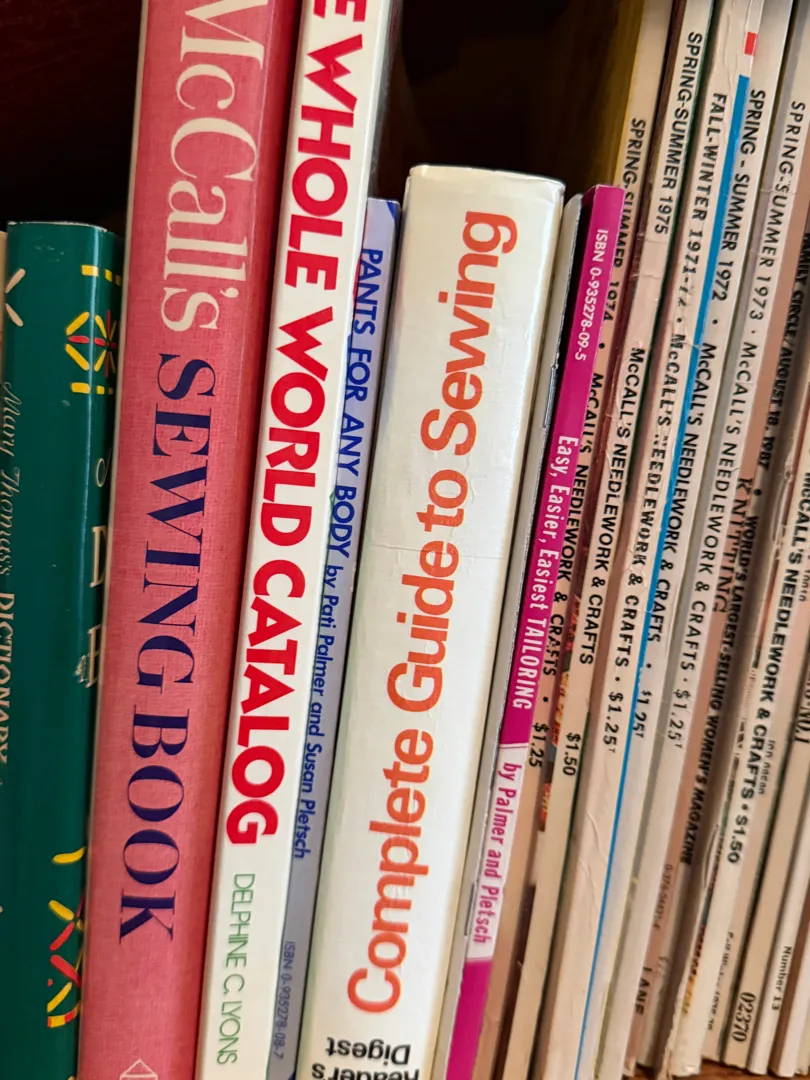 Mary Thomas's DICTIONARY
McCall's SEWING BOOK
E WHOLE WORLD CATALOG
DELPHINE C. LYONS
PANTS FOR ANY BODY by Pati Palmer and Susan Pletsch
ISBN 0-935278-08-7
Complete Guide to Sewing
Reader's
Digest
ISBN 0-935278-09-5
Easy, Easier, Easiest TAILORING
by Palmer and Pletsch
SPRING-SUMMER 1974 • McCALL'S NEEDLEWORK & CRAFTS • $1.25
SPRING-SUMMER 1975 McCALL'S NEEDLEWORK & CRAFTS $1.50
FALL-WINTER 1971-72 • McCALL'S NEEDLEWORK & CRAFTS • $1.25
SPRING - SUMMER 1972 • McCALL'S NEEDLEWORK & CRAFTS • $1.25
SPRING-SUMMER 1973 • McCALL'S NEEDLEWORK & CRAFTS • $1.25
KNITTING
LANE
CIRCLE/AUGUST 18, 1987 • WORLD'S LARGEST-SELLING WOMEN'S MAGAZINE
McCALL'S NEEDLEWORK & CRAFTS • $1.50
02370
Number 13